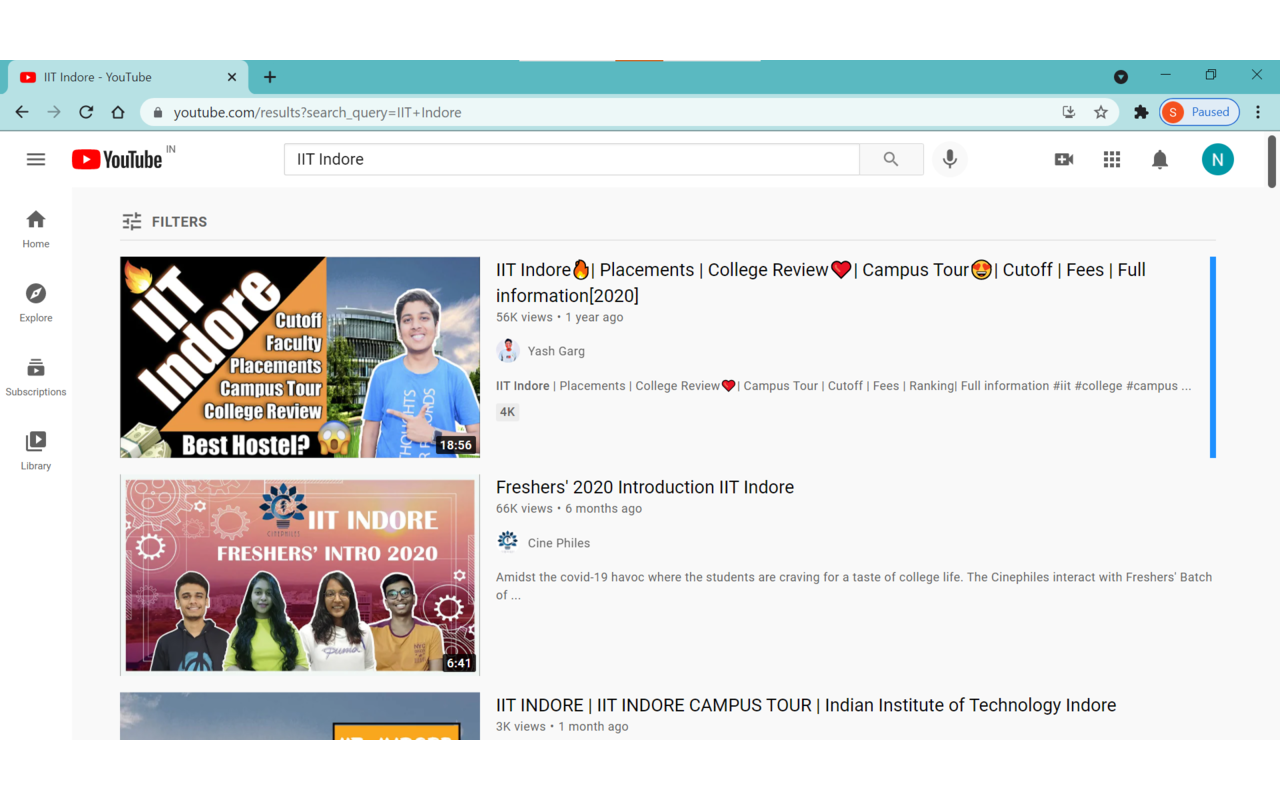 IIT Indore - YouTube
youtube.com/results?search_query=IIT+Indore
S Paused
YouTube IN
IIT Indore
N
Home
Explore
Subscriptions
Library
FILTERS
IIT
Indore
Cutoff
Faculty
Placements
Campus Tour
College Review
Best Hostel?
18:56
IIT Indore🔥| Placements | College Review❤️| Campus Tour😍| Cutoff | Fees | Full
information[2020]
56K views • 1 year ago
Yash Garg
IIT Indore | Placements | College Review❤️| Campus Tour | Cutoff | Fees | Ranking| Full information #iit #college #campus ...
4K
IIT INDORE
CINEPHILES
FRESHERS' INTRO 2020
6:41
Freshers' 2020 Introduction IIT Indore
66K views • 6 months ago
Cine Philes
Amidst the covid-19 havoc where the students are craving for a taste of college life. The Cinephiles interact with Freshers' Batch
of ...
IIT INDORE | IIT INDORE CAMPUS TOUR | Indian Institute of Technology Indore
3K views • 1 month ago